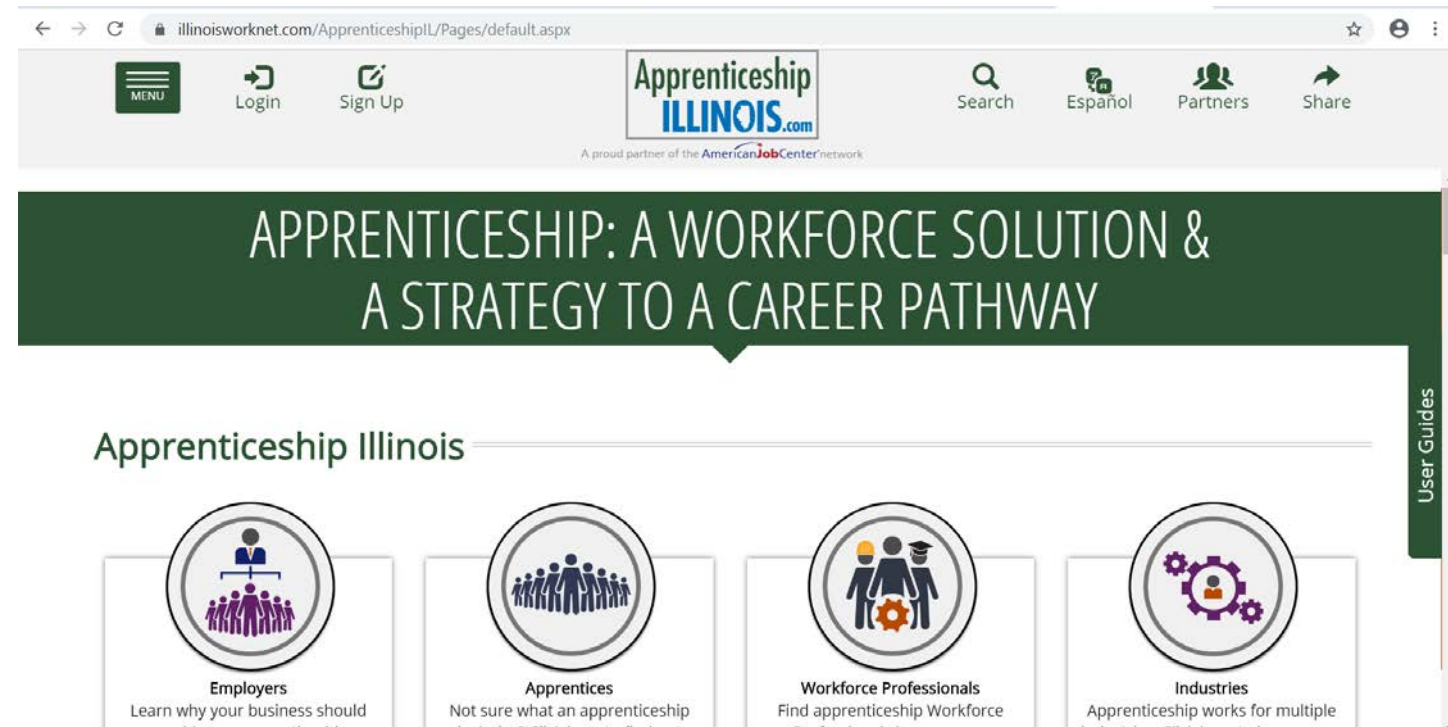 illinoisworknet.com/ApprenticeshipIL/Pages/default.aspx
MENU
Login
Sign Up
Apprenticeship
ILLINOIS.com
A proud partner of the AmericanJobCenter network
Search
Español
Partners
Share
APPRENTICESHIP: A WORKFORCE SOLUTION &
A STRATEGY TO A CAREER PATHWAY
User Guides
Apprenticeship Illinois
Employers
Learn why your business should
Apprentices
Not sure what an apprenticeship
Workforce Professionals
Find apprenticeship Workforce
Industries
Apprenticeship works for multiple